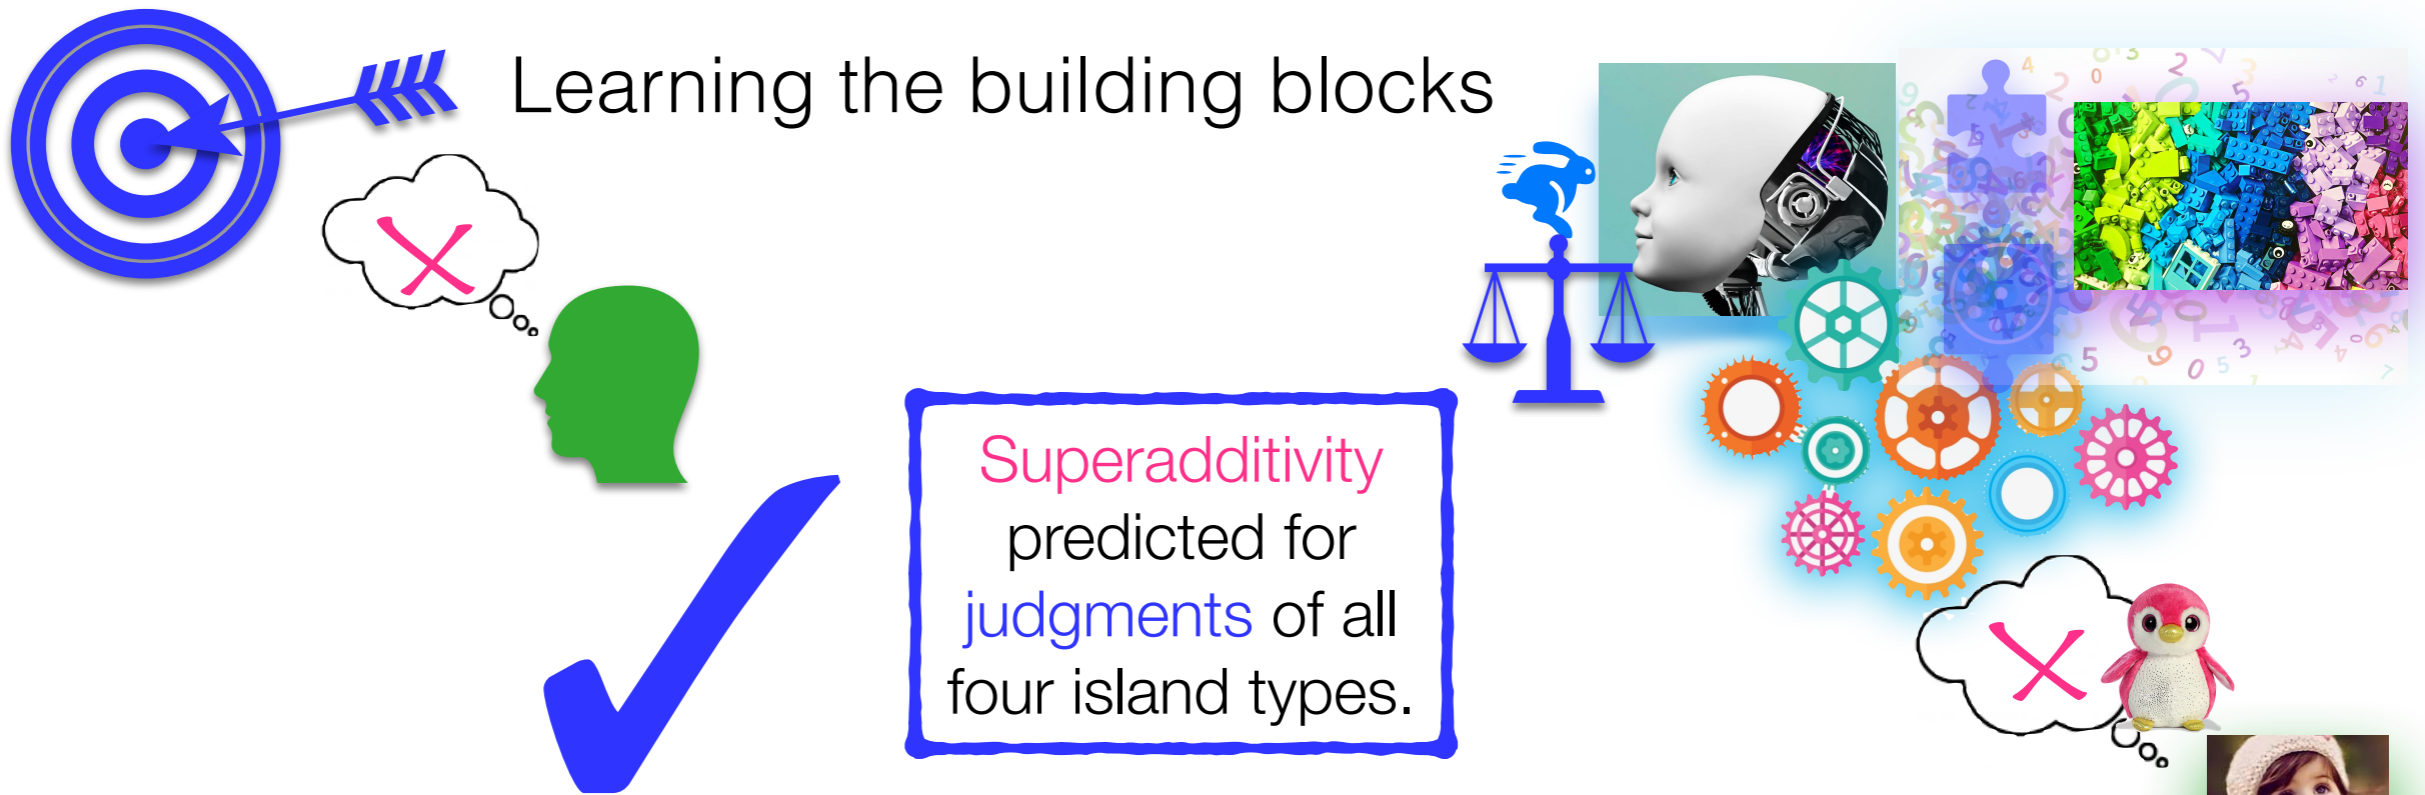 Learning the building blocks
Superadditivity
predicted for
judgments of all
four island types.